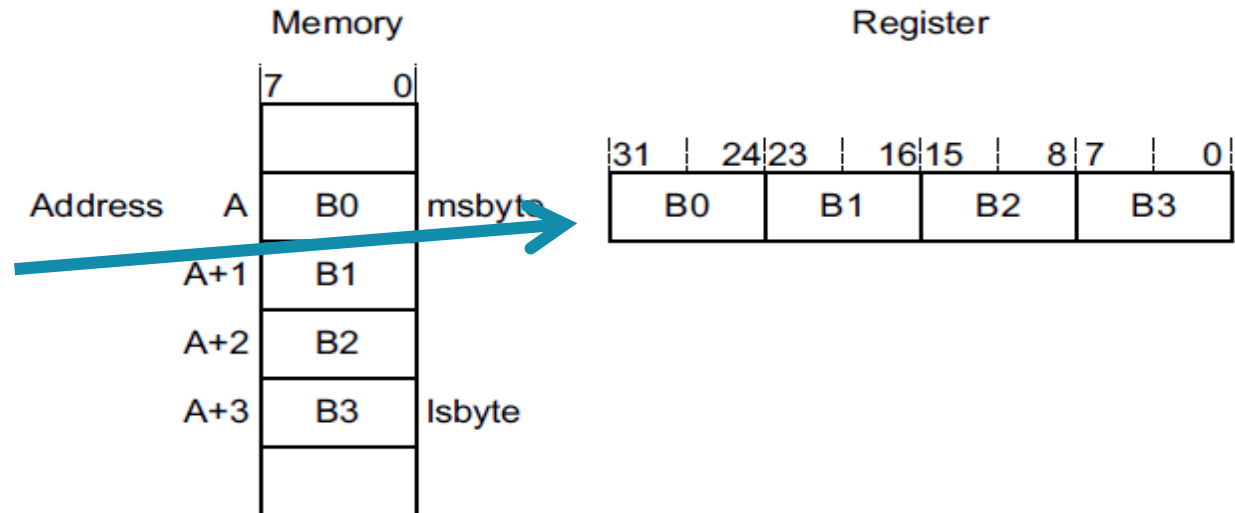 Memory
Register
7 0
31 24 23 16 15 8 7 0
Address A B0 msbyte
B0 B1 B2 B3
A+1 B1
A+2 B2
A+3 B3 lsbyte